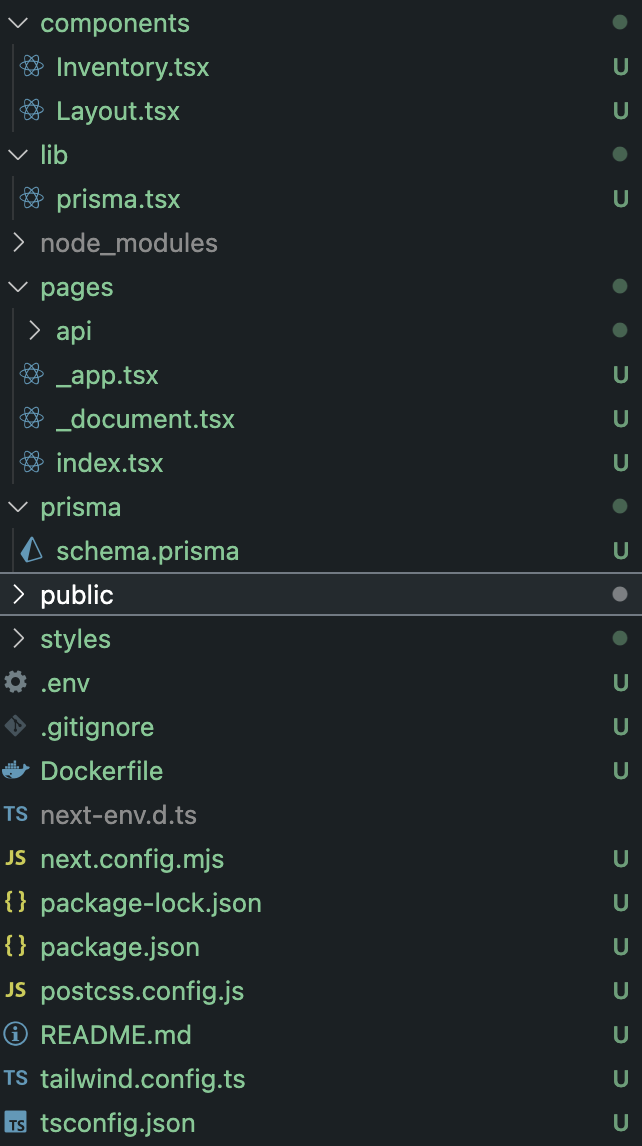 components
Inventory.tsx U
Layout.tsx U
lib
prisma.tsx U
node_modules
pages
api
_app.tsx U
_document.tsx U
index.tsx U
prisma
schema.prisma U
public
styles
.env U
.gitignore U
Dockerfile U
TS next-env.d.ts
JS next.config.mjs U
{} package-lock.json U
{} package.json U
JS postcss.config.js U
README.md U
TS tailwind.config.ts U
TS tsconfig.json U